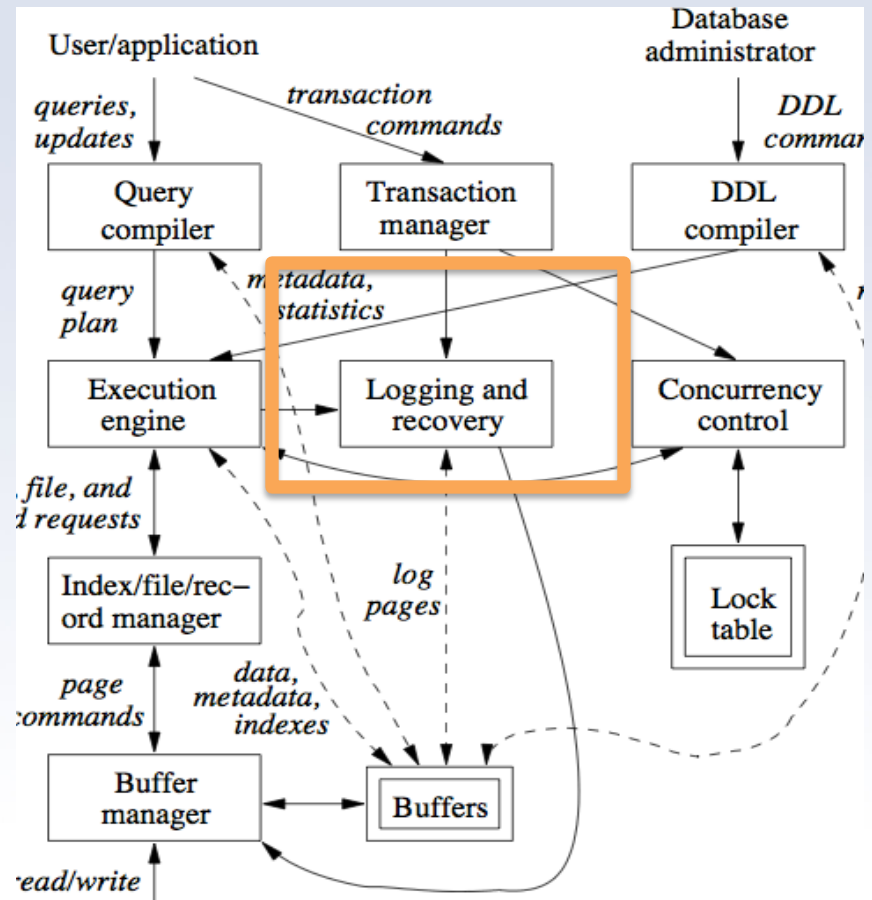 User/application
Database
administrator
queries,
updates
transaction
commands
DDL
Query
compiler
Transaction
manager
DDL
compiler
query
plan
metadata,
statistics
Execution
engine
Logging and
recovery
Concurrency
control
file, and
requests
Index/file/rec–
ord manager
log
pages
Lock
table
page
commands
data,
metadata,
indexes
Buffer
manager
Buffers
read/write